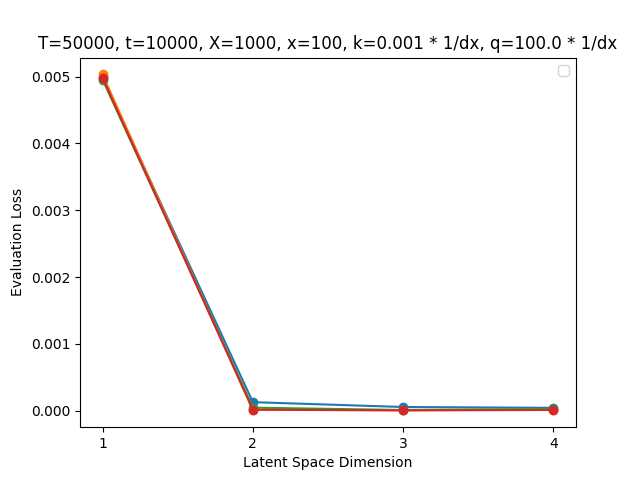 T=50000, t=10000, X=1000, x=100, k=0.001 * 1/dx, q=100.0 * 1/dx
0.005
0.004
0.003
0.002
0.001
0.000
Evaluation Loss
1 2 3 4
Latent Space Dimension